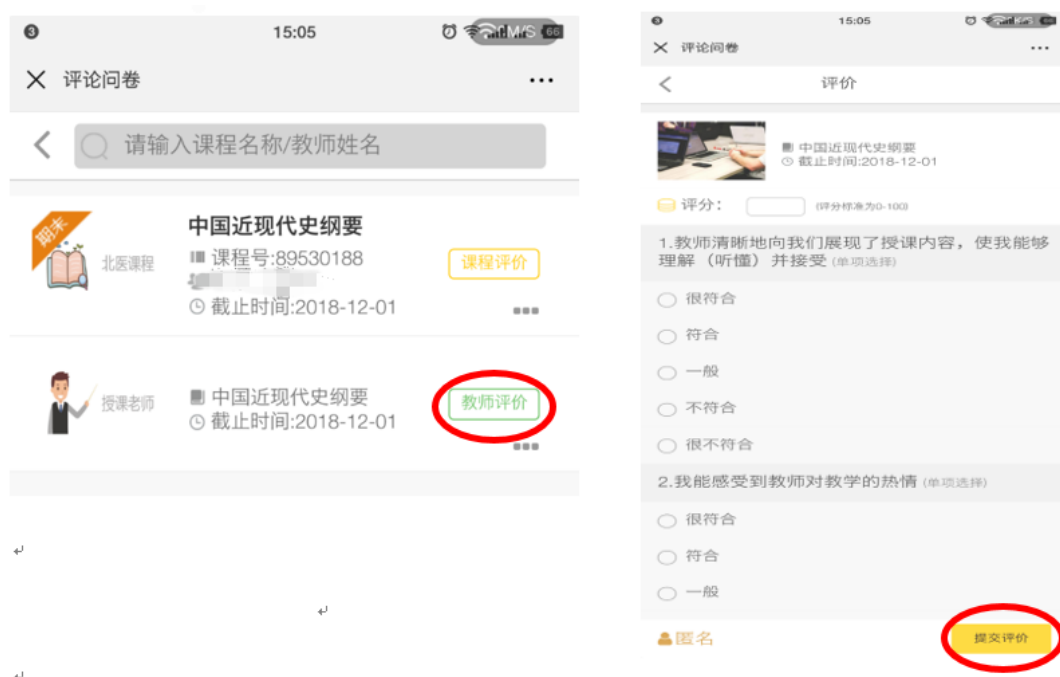 3
15:05
M/S
66
评论问卷
请输入课程名称/教师姓名
期末
北医课程
中国近现代史纲要
课程号:89530188
截止时间:2018-12-01
课程评价
授课老师
中国近现代史纲要
截止时间:2018-12-01
教师评价
3
15:05
评论问卷
评价
中国近现代史纲要
截止时间:2018-12-01
评分:
(评分标准为0-100)
1.教师清晰地向我们展现了授课内容，使我能够
理解（听懂）并接受 (单项选择)
很符合
符合
一般
不符合
很不符合
2.我能感受到教师对教学的热情 (单项选择)
很符合
符合
一般
匿名
提交评价